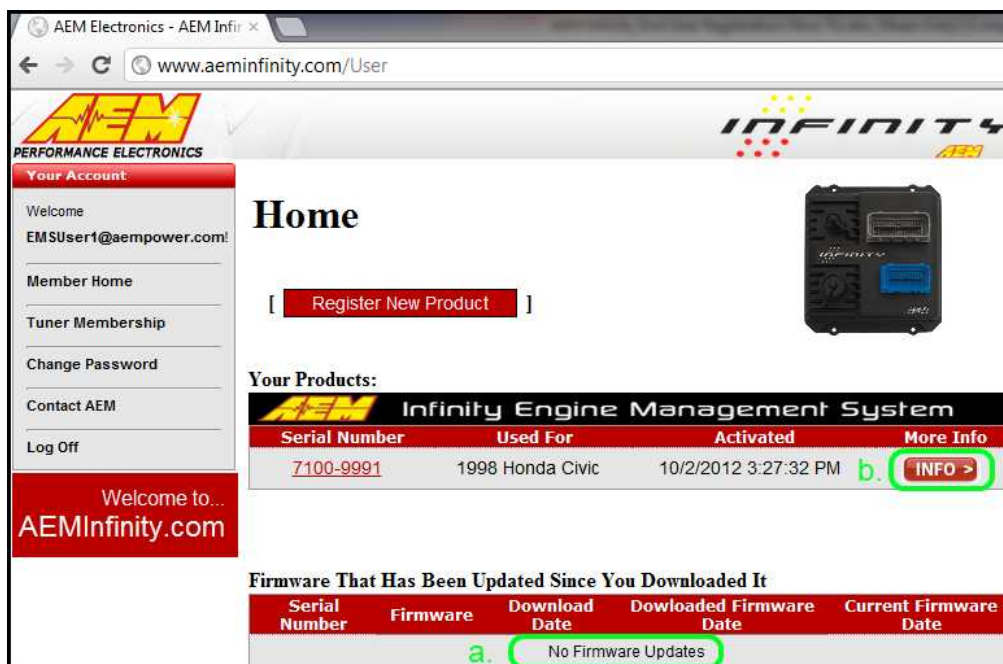 AEM Electronics - AEM Infin ×
www.aeminfinity.com/User
AEM
PERFORMANCE ELECTRONICS
INFINITY
AEM
Your Account
Welcome
EMSUser1@aempower.com!
Member Home
Tuner Membership
Change Password
Contact AEM
Log Off
Welcome to...
AEMInfinity.com
Home
[ Register New Product ]
INFINITY
Your Products:
AEM Infinity Engine Management System
Serial Number Used For Activated More Info
7100-9991 1998 Honda Civic 10/2/2012 3:27:32 PM b. INFO >
Firmware That Has Been Updated Since You Downloaded It
Serial Number Firmware Download Date Dowloaded Firmware Date Current Firmware Date
a. No Firmware Updates